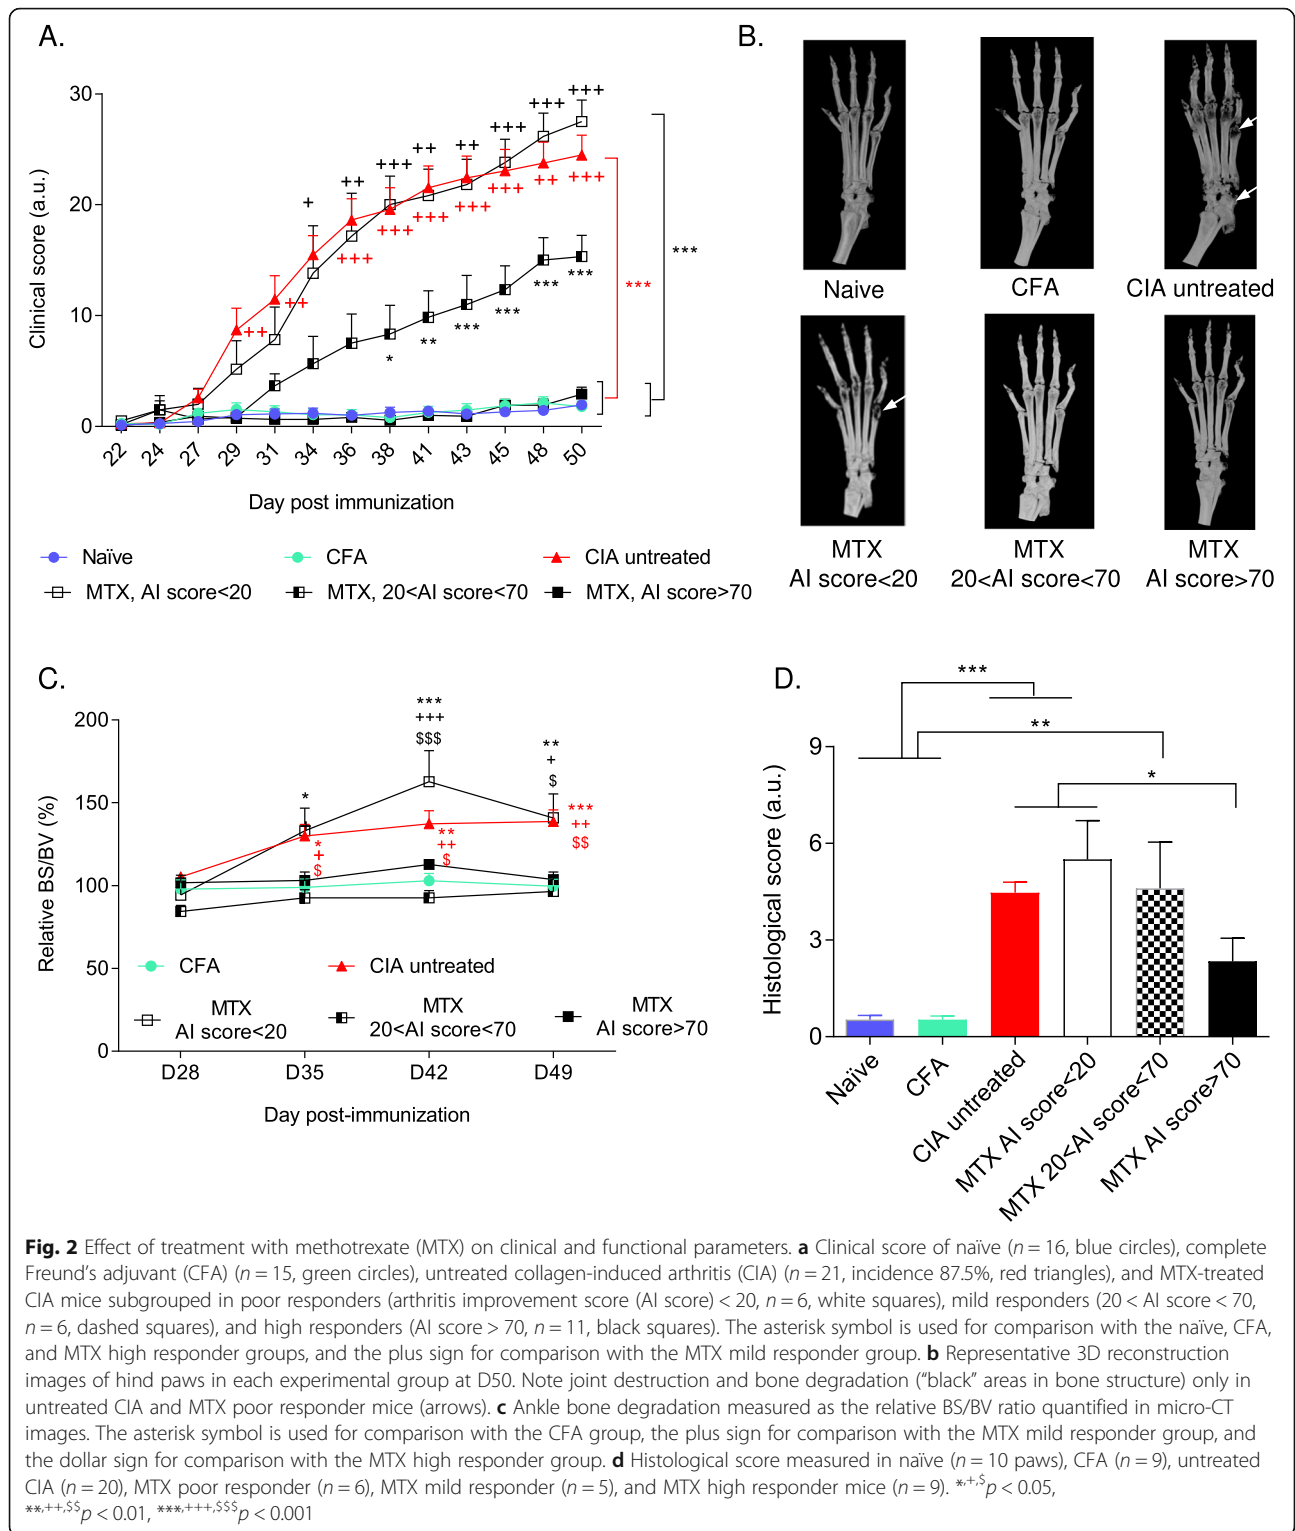 A.
30
20
10
0
Clinical score (a.u.)
+ ++ +++ ++ ++ +++ +++ +++
++ ++ +++ +++ +++ +++ +++ ++ +++
* ** *** *** *** ***
***
***
22 24 27 29 31 34 36 38 41 43 45 48 50
Day post immunization
Naïve CFA CIA untreated
MTX, AI score<20 MTX, 20<AI score<70 MTX, AI score>70
B.
Naive CFA CIA untreated
MTX MTX MTX
AI score<20 20<AI score<70 AI score>70
C.
200
150
100
50
0
Relative BS/BV (%)
*
***
+++
$$$
**
+
$
*
+
$
**
++
$
***
++
$$
CFA CIA untreated
MTX MTX MTX
AI score<20 20<AI score<70 AI score>70
D28 D35 D42 D49
Day post-immunization
D.
***
**
*
9
6
3
0
Histological score (a.u.)
Naïve
CFA
CIA untreated
MTX AI score<20
MTX 20<AI score<70
MTX AI score>70
Fig. 2 Effect of treatment with methotrexate (MTX) on clinical and functional parameters. a Clinical score of naïve (n = 16, blue circles), complete
Freund’s adjuvant (CFA) (n = 15, green circles), untreated collagen-induced arthritis (CIA) (n = 21, incidence 87.5%, red triangles), and MTX-treated
CIA mice subgrouped in poor responders (arthritis improvement score (AI score) < 20, n = 6, white squares), mild responders (20 < AI score < 70,
n = 6, dashed squares), and high responders (AI score > 70, n = 11, black squares). The asterisk symbol is used for comparison with the naïve, CFA,
and MTX high responder groups, and the plus sign for comparison with the MTX mild responder group. b Representative 3D reconstruction
images of hind paws in each experimental group at D50. Note joint destruction and bone degradation (“black” areas in bone structure) only in
untreated CIA and MTX poor responder mice (arrows). c Ankle bone degradation measured as the relative BS/BV ratio quantified in micro-CT
images. The asterisk symbol is used for comparison with the CFA group, the plus sign for comparison with the MTX mild responder group, and
the dollar sign for comparison with the MTX high responder group. d Histological score measured in naïve (n = 10 paws), CFA (n = 9), untreated
CIA (n = 20), MTX poor responder (n = 6), MTX mild responder (n = 5), and MTX high responder mice (n = 9). *,+,$p < 0.05,
**,++,$$p < 0.01, ***,+++,$$$p < 0.001